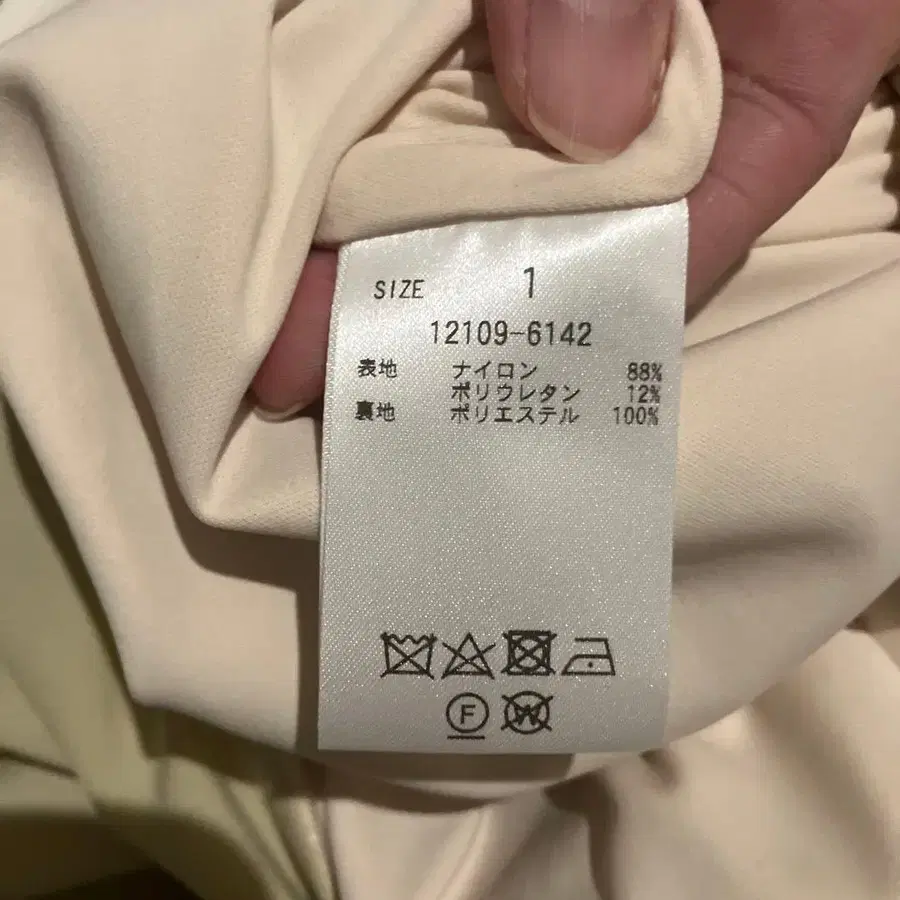 SIZE 1
12109-6142
表地 ナイロン 88%
ポリウレタン 12%
裏地 ポリエステル 100%
F W